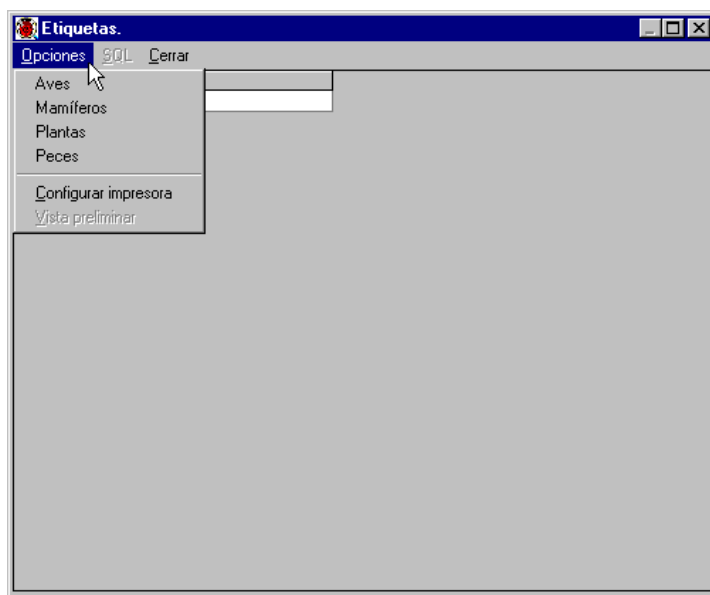 Etiquetas.
Opciones SQL Cerrar
Aves
Mamíferos
Plantas
Peces
Configurar impresora
Vista preliminar